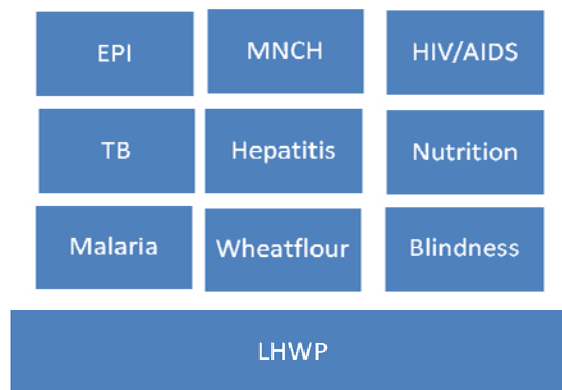 EPI
MNCH
HIV/AIDS
TB
Hepatitis
Nutrition
Malaria
Wheatflour
Blindness
LHWP